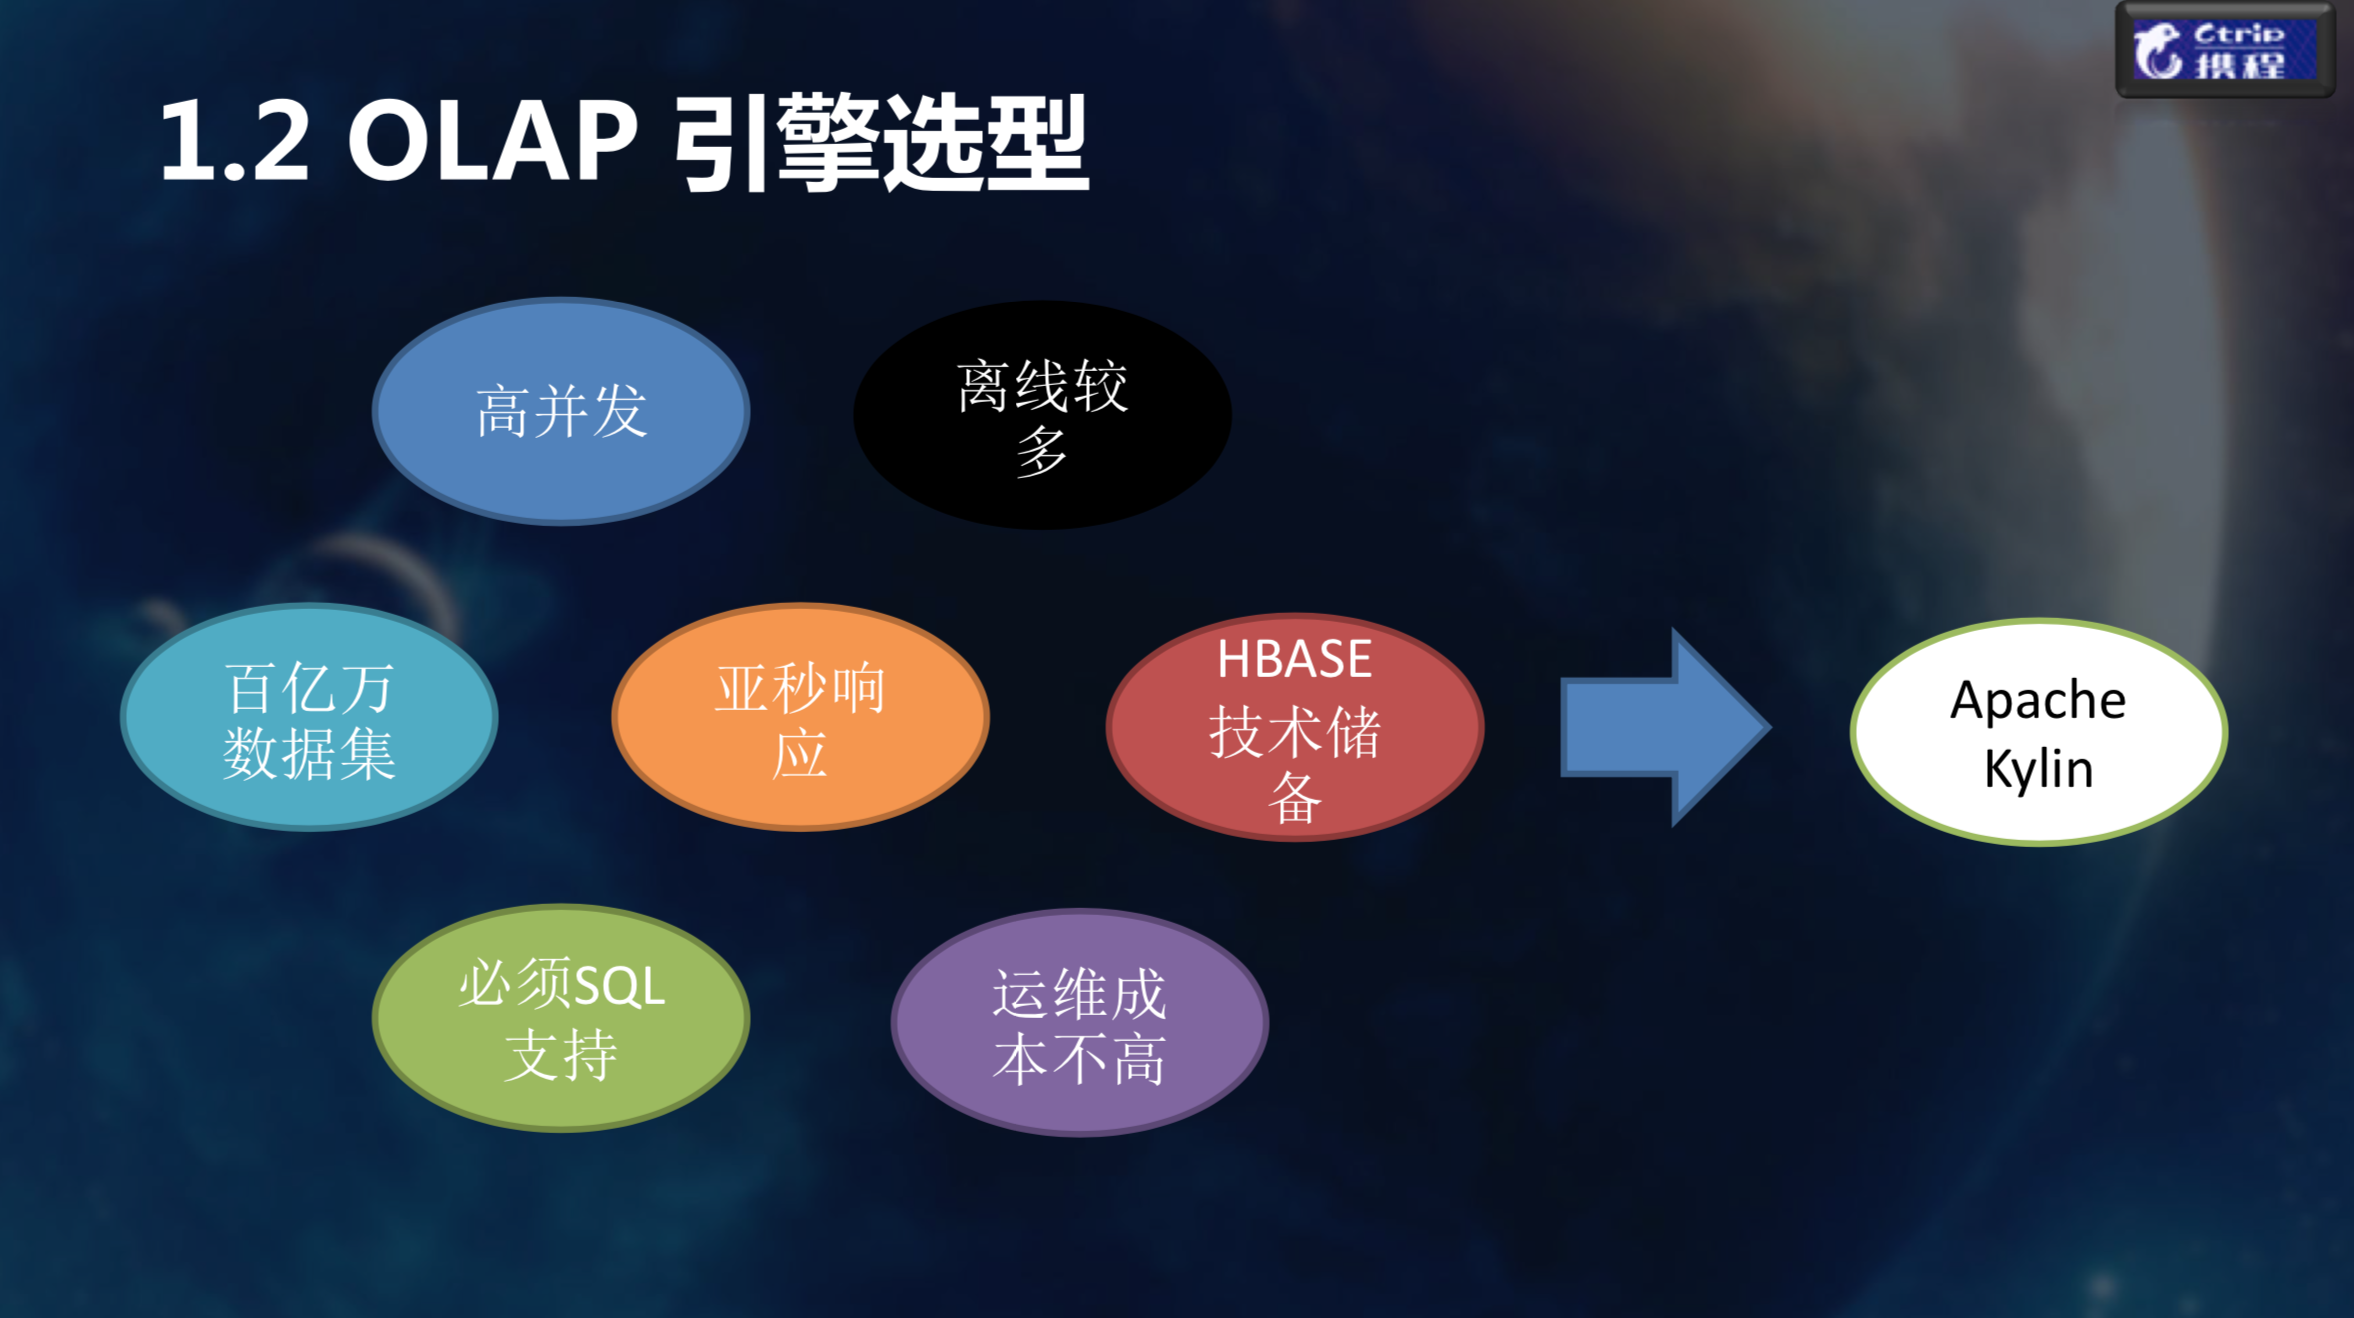 Ctrip
携程
1.2 OLAP 引擎选型
高并发
离线较
多
百亿万
数据集
亚秒响
应
HBASE
技术储
备
Apache
Kylin
必须SQL
支持
运维成
本不高